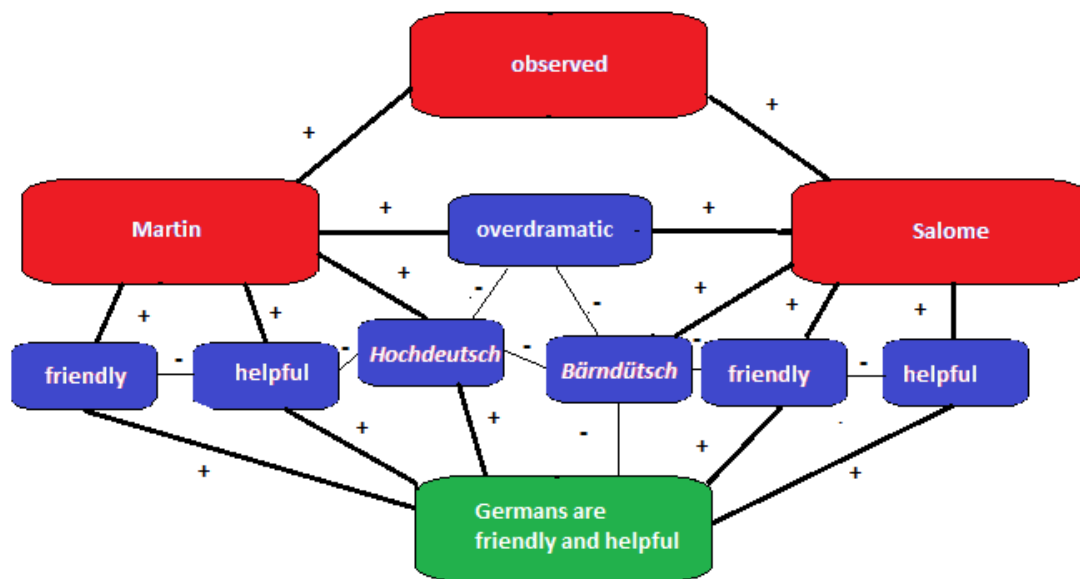 observed
+
+
Martin
+
overdramatic
+
Salome
+
+
-
-
+
+
+
+
friendly
-
helpful
-
Hochdeutsch
-
Bärndütsch
-
friendly
-
helpful
+
+
+
-
+
+
Germans are
friendly and helpful